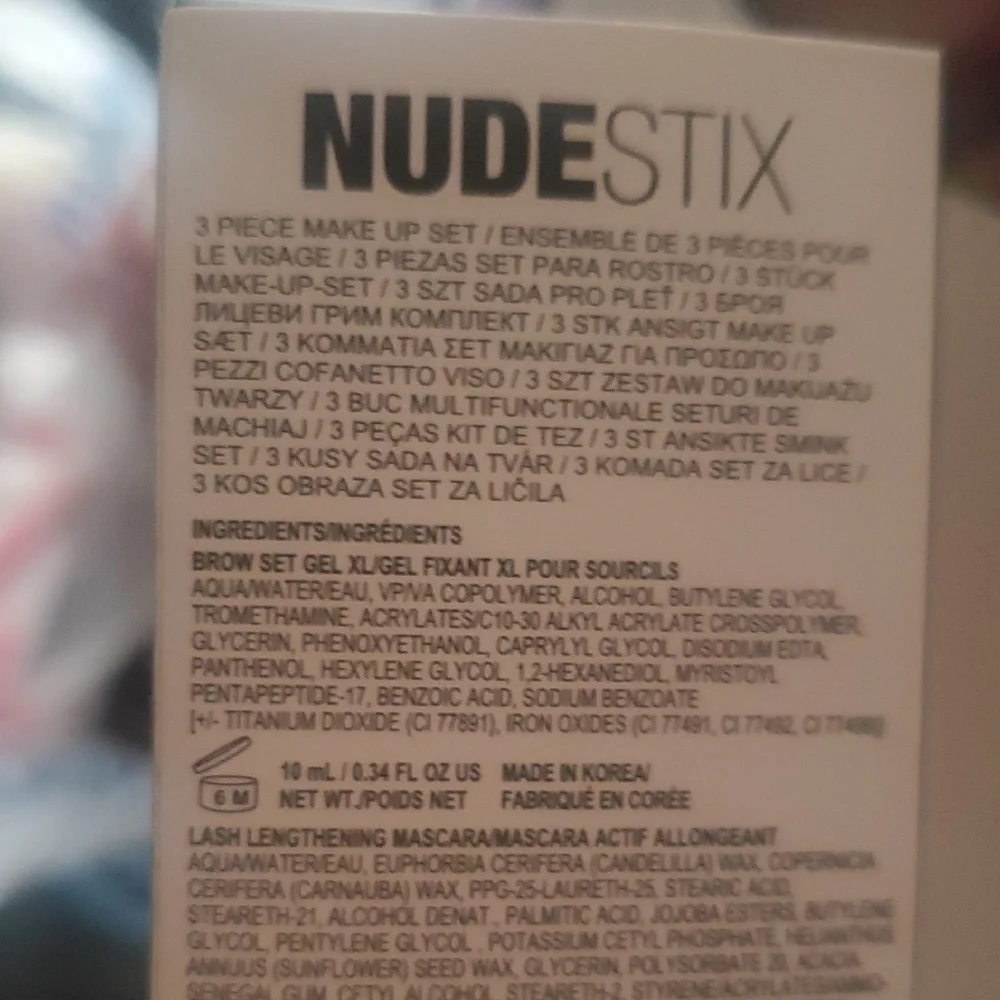 NUDESTIX
3 PIECE MAKE UP SET / ENSEMBLE DE 3 PIÈCES POUR
LE VISAGE / 3 PIEZAS SET PARA ROSTRO / 3 STÜCK
MAKE-UP-SET / 3 SZT SADA PRO PLEŤ / 3 БРОЯ
ЛИЦЕВИ ГРИМ КОМПЛЕКТ / 3 STK ANSIGT MAKE UP
SÆT / 3 ΚΟΜΜΑΤΙΑ ΣΕΤ ΜΑΚΙΓΙΑΖ ΓΙΑ ΠΡΟΣΩΠΟ / 3
PEZZI COFANETTO VISO / 3 SZT ZESTAW DO MAKIJAŻU
TWARZY / 3 BUC MULTIFUNCTIONALE SETURI DE
MACHIAJ / 3 PEÇAS KIT DE TEZ / 3 ST ANSIKTE SMINK
SET / 3 KUSY SADA NA TVÁR / 3 KOMADA SET ZA LICE /
3 KOS OBRAZA SET ZA LIČILA
INGREDIENTS/INGRÉDIENTS
BROW SET GEL XL/GEL FIXANT XL POUR SOURCILS
AQUA/WATER/EAU, VP/VA COPOLYMER, ALCOHOL, BUTYLENE GLYCOL,
TROMETHAMINE, ACRYLATES/C10-30 ALKYL ACRYLATE CROSSPOLYMER,
GLYCERIN, PHENOXYETHANOL, CAPRYLYL GLYCOL, DISODIUM EDTA,
PANTHENOL, HEXYLENE GLYCOL, 1,2-HEXANEDIOL, MYRISTOYL
PENTAPEPTIDE-17, BENZOIC ACID, SODIUM BENZOATE
[+/- TITANIUM DIOXIDE (CI 77891), IRON OXIDES (CI 77491, CI 77492, CI 77499)]
6 M
10 mL / 0.34 FL OZ US MADE IN KOREA/
NET WT./POIDS NET FABRIQUÉ EN CORÉE
LASH LENGTHENING MASCARA/MASCARA ACTIF ALLONGEANT
AQUA/WATER/EAU, EUPHORBIA CERIFERA (CANDELILLA) WAX, COPERNICIA
CERIFERA (CARNAUBA) WAX, PPG-25-LAURETH-25, STEARIC ACID,
STEARETH-21, ALCOHOL DENAT., PALMITIC ACID, JOJOBA ESTERS, BUTYLENE
GLYCOL, PENTYLENE GLYCOL , POTASSIUM CETYL PHOSPHATE, HELIANTHUS
ANNUUS (SUNFLOWER) SEED WAX, GLYCERIN, POLYSORBATE 20, ACACIA
SENEGAL GUM, CETYL ALCOHOL, STEARETH-2, STYRENE/ACRYLATES/AMMO-